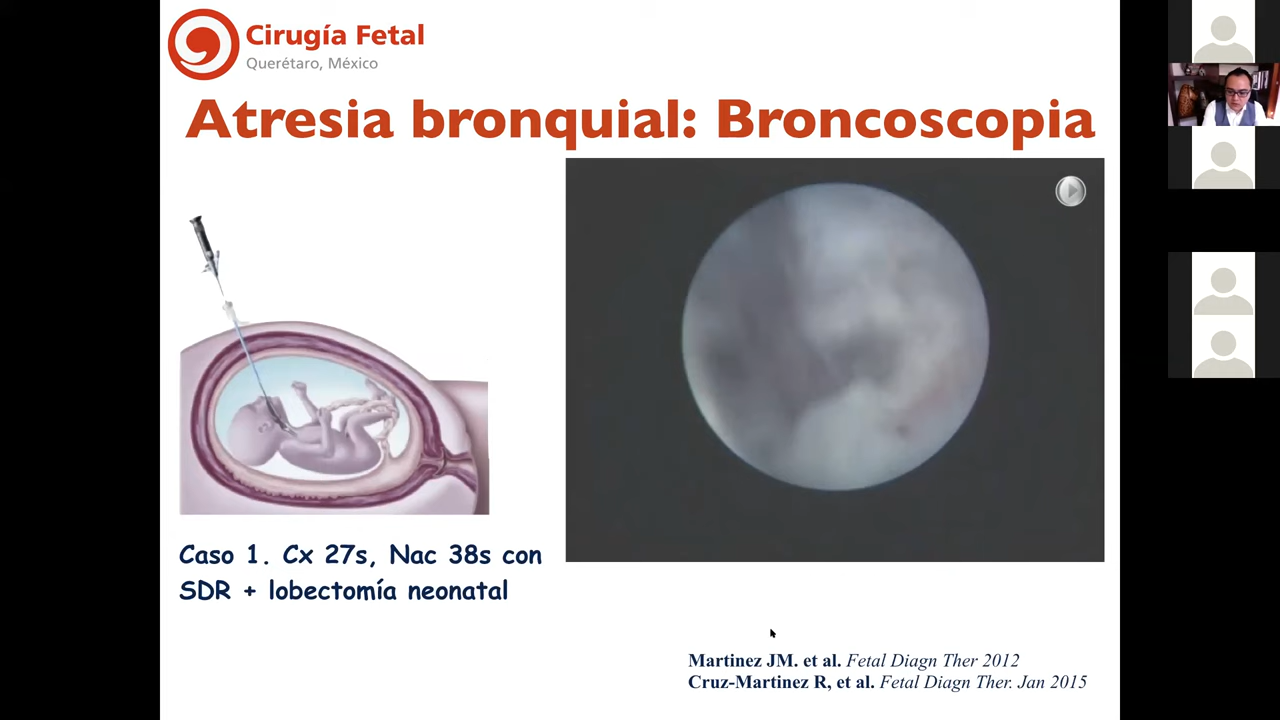 Cirugía Fetal
Querétaro, México
Atresia bronquial: Broncoscopia
Caso 1. Cx 27s, Nac 38s con
SDR + lobectomía neonatal
Martinez JM. et al. Fetal Diagn Ther 2012
Cruz-Martinez R, et al. Fetal Diagn Ther. Jan 2015